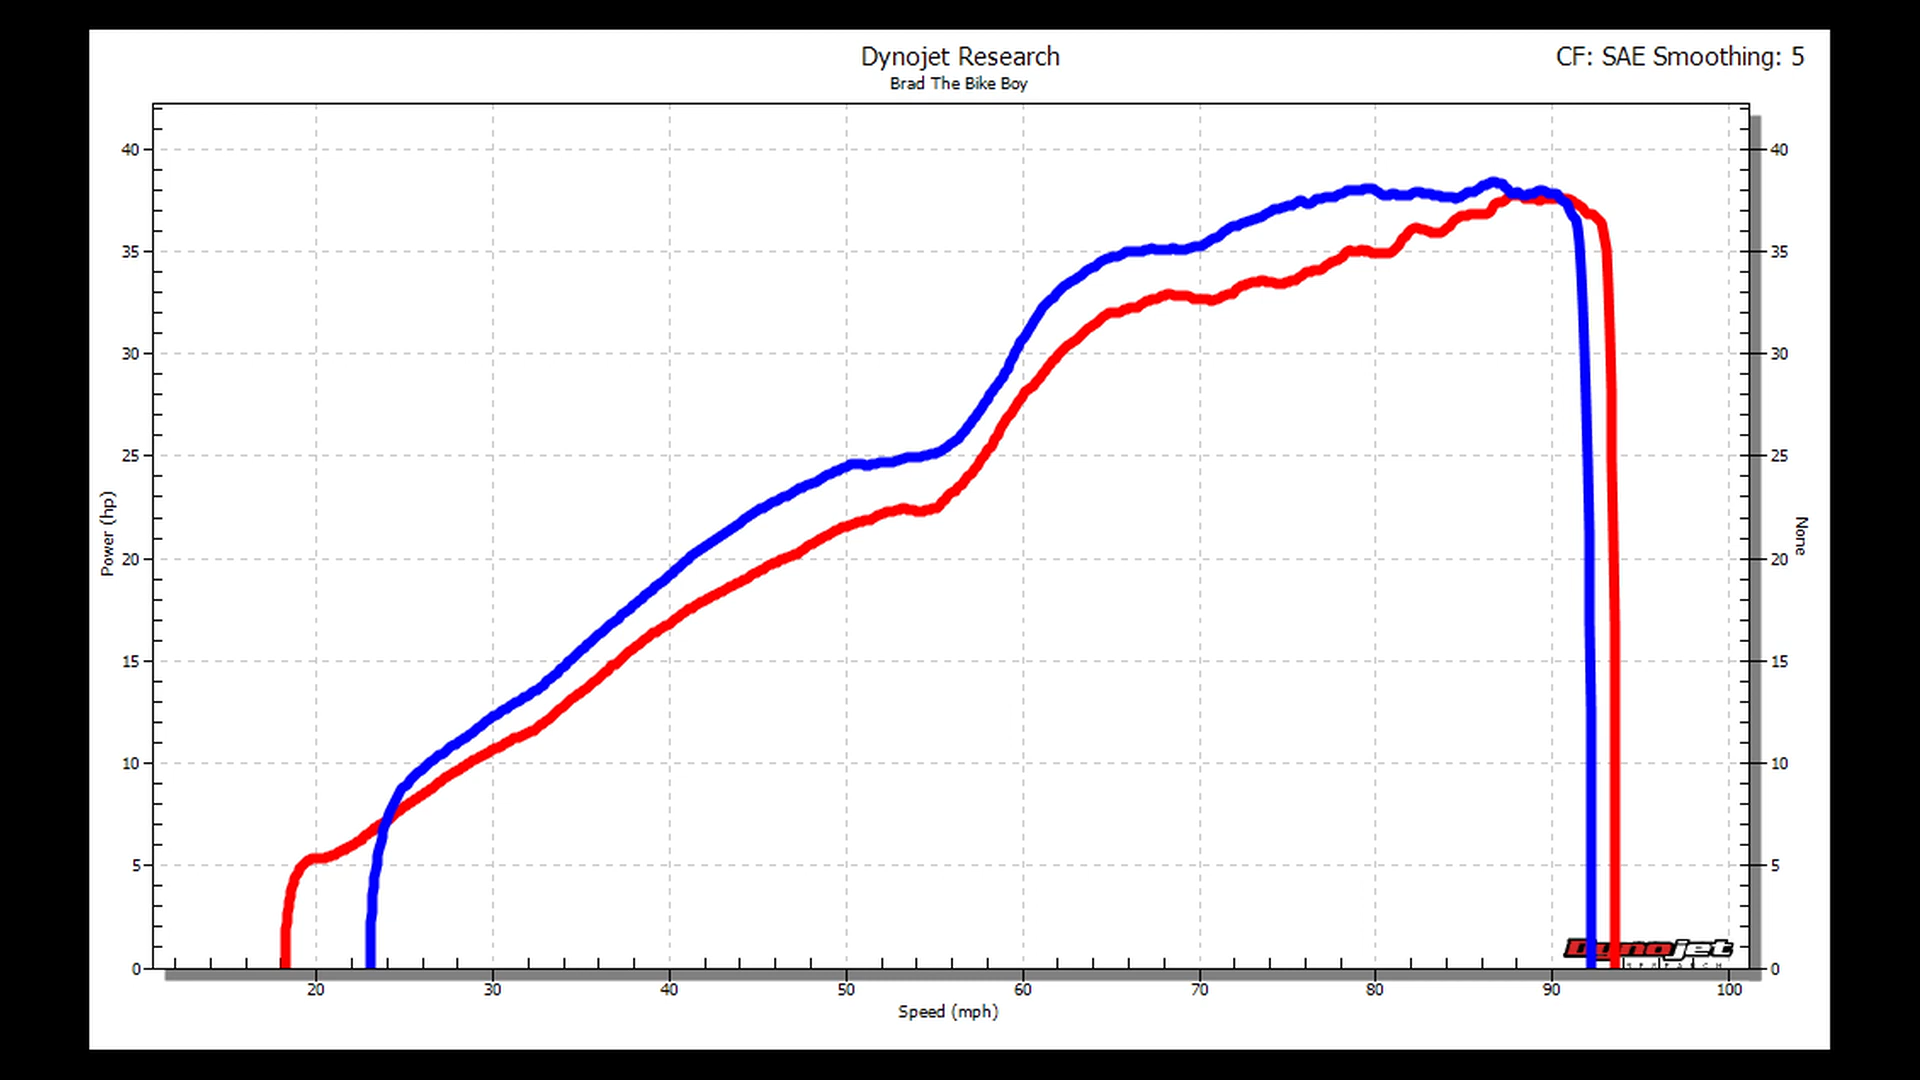 Dynojet Research
CF: SAE Smoothing: 5
Brad The Bike Boy
40
35
30
25
20
15
10
5
0
Power (hp)
40
35
30
25
20
15
10
5
0
None
20 30 40 50 60 70 80 90 100
Speed (mph)
Dynojet